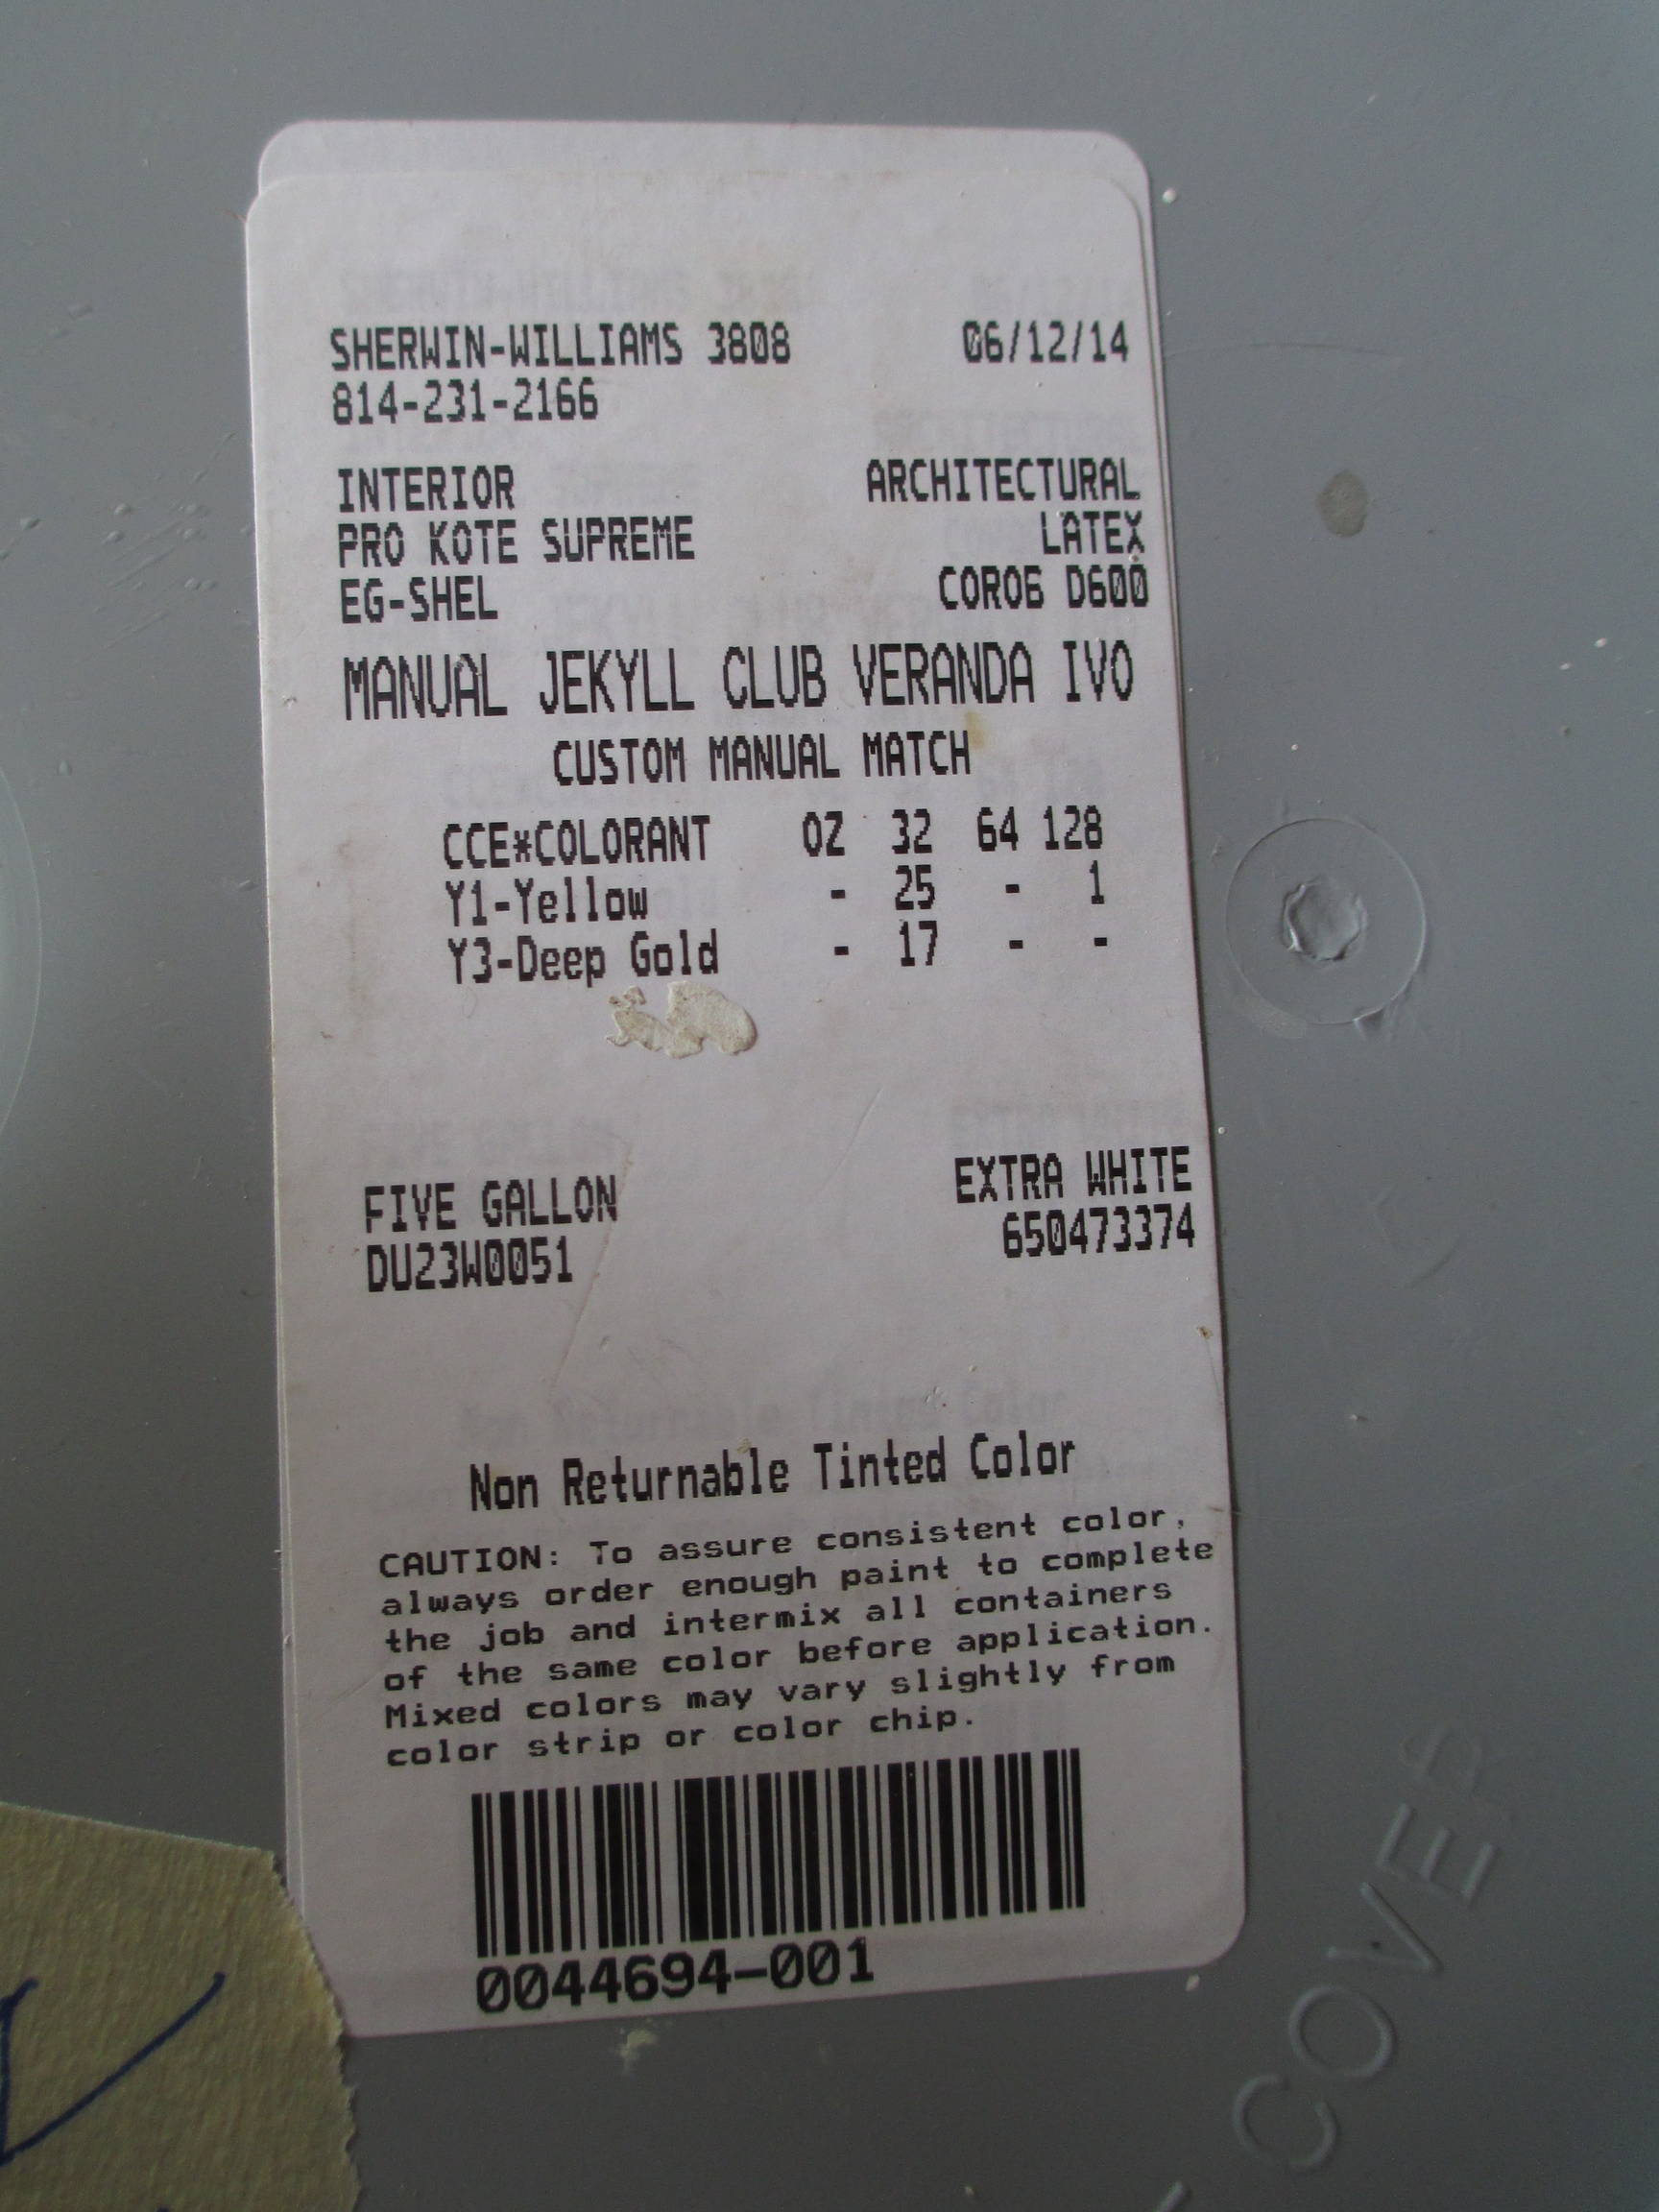 SHERWIN-WILLIAMS 3808 06/12/14
814-231-2166
INTERIOR ARCHITECTURAL
PRO KOTE SUPREME LATEX
EG-SHEL COR06 D600
MANUAL JEKYLL CLUB VERANDA IVO
CUSTOM MANUAL MATCH
CCE*COLORANT OZ 32 64 128
Y1-Yellow - 25 - 1
Y3-Deep Gold - 17 - -
FIVE GALLON EXTRA WHITE
DU23W0051 650473374
Non Returnable Tinted Color
CAUTION: To assure consistent color,
always order enough paint to complete
the job and intermix all containers
of the same color before application.
Mixed colors may vary slightly from
color strip or color chip.
0044694-001
COVER